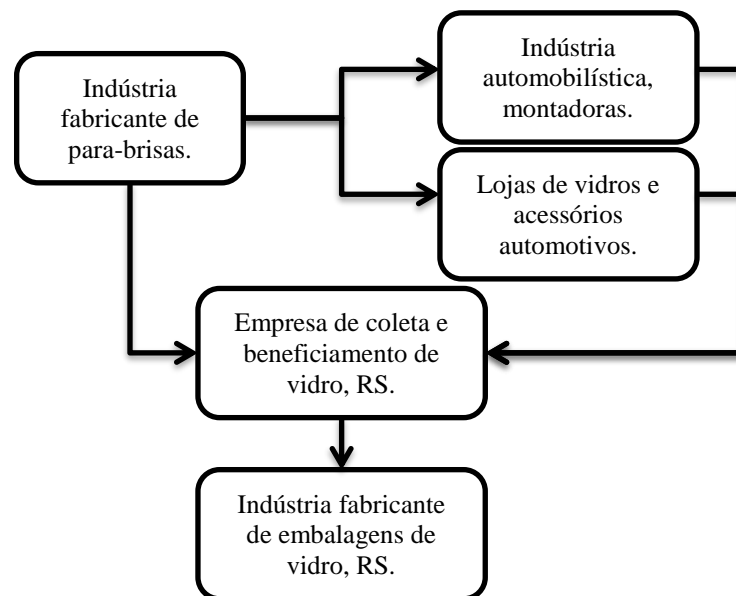 Indústria
fabricante de
para-brisas.
Indústria
automobilística,
montadoras.
Lojas de vidros e
acessórios
automotivos.
Empresa de coleta e
beneficiamento de
vidro, RS.
Indústria fabricante
de embalagens de
vidro, RS.